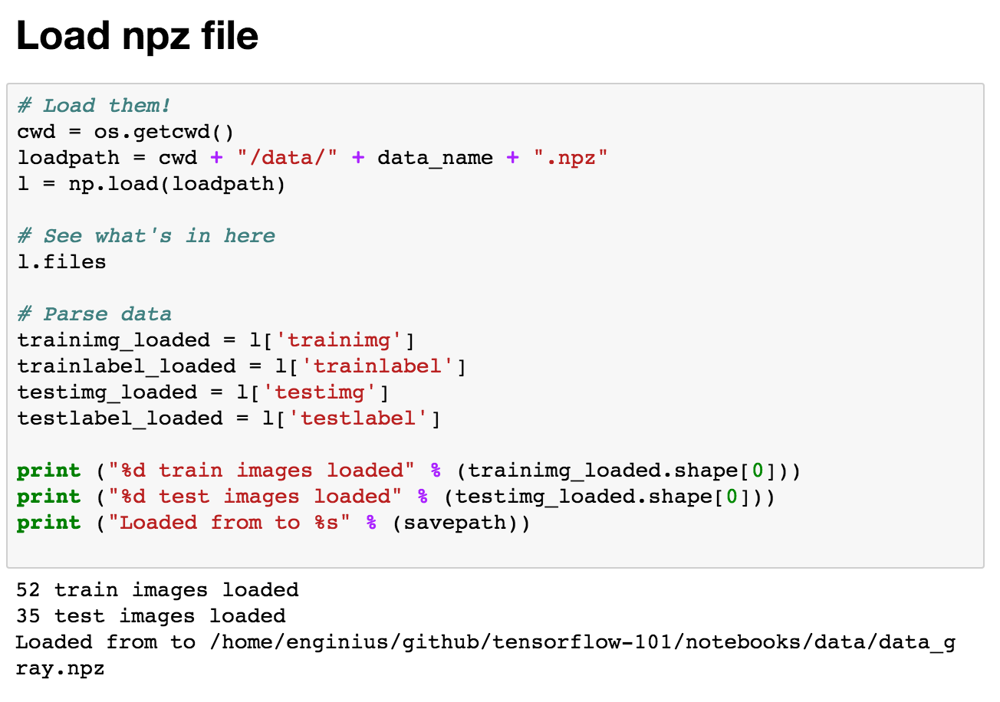 Load npz file
# Load them!
cwd = os.getcwd()
loadpath = cwd + "/data/" + data_name + ".npz"
l = np.load(loadpath)
# See what's in here
l.files
# Parse data
trainimg_loaded = l['trainimg']
trainlabel_loaded = l['trainlabel']
testimg_loaded = l['testimg']
testlabel_loaded = l['testlabel']
print ("%d train images loaded" % (trainimg_loaded.shape[0]))
print ("%d test images loaded" % (testimg_loaded.shape[0]))
print ("Loaded from to %s" % (savepath))
52 train images loaded
35 test images loaded
Loaded from to /home/enginius/github/tensorflow-101/notebooks/data/data_g
ray.npz